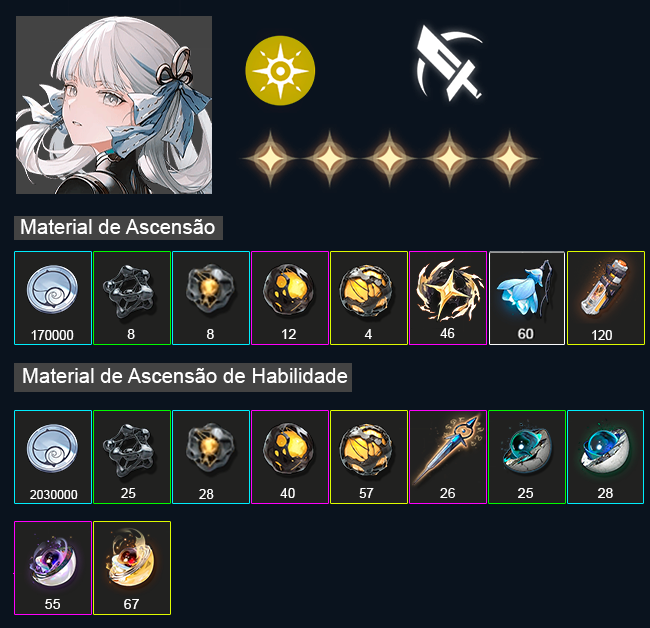 Material de Ascensão
170000 8 8 12 4 46 60 120
Material de Ascensão de Habilidade
2030000 25 28 40 57 26 25 28
55 67